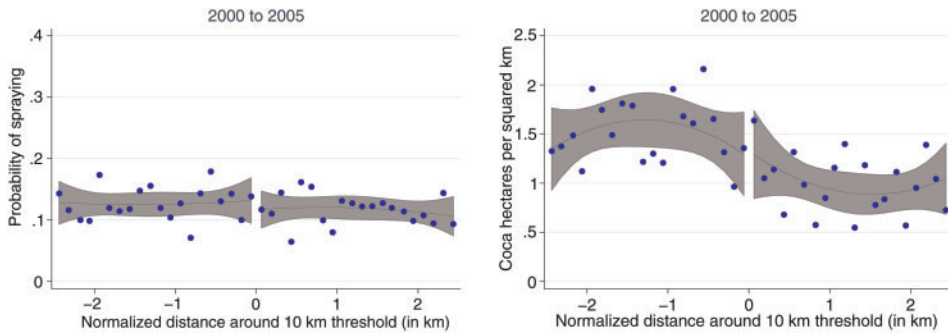 2000 to 2005
.4
.3
.2
.1
0
Probability of spraying
−2 −1 0 1 2
Normalized distance around 10 km threshold (in km)
2000 to 2005
2.5
2
1.5
1
0.5
0
Coca hectares per squared km
−2 −1 0 1 2
Normalized distance around 10 km threshold (in km)